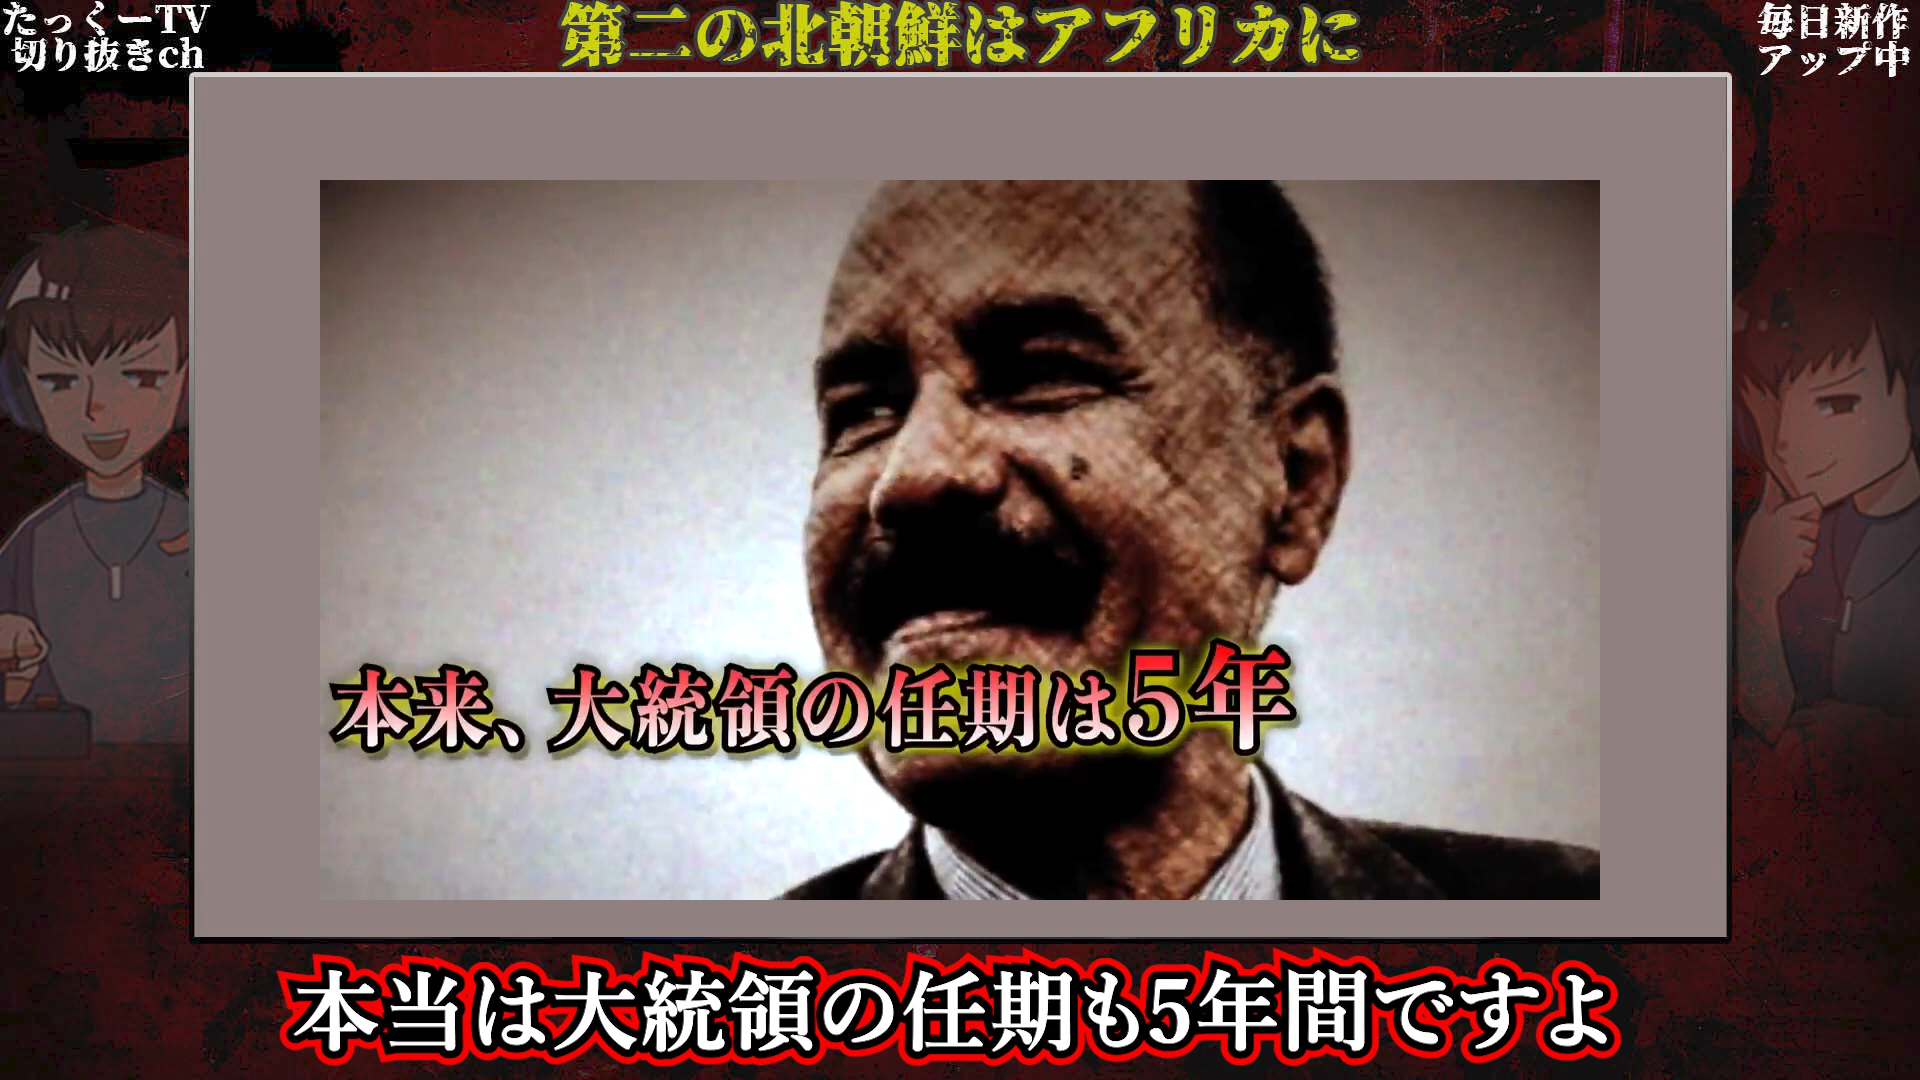 たっくーTV
切り抜きch
第二の北朝鮮はアフリカに
毎日新作
アップ中
本来、大統領の任期は5年
本当は大統領の任期も5年間ですよ